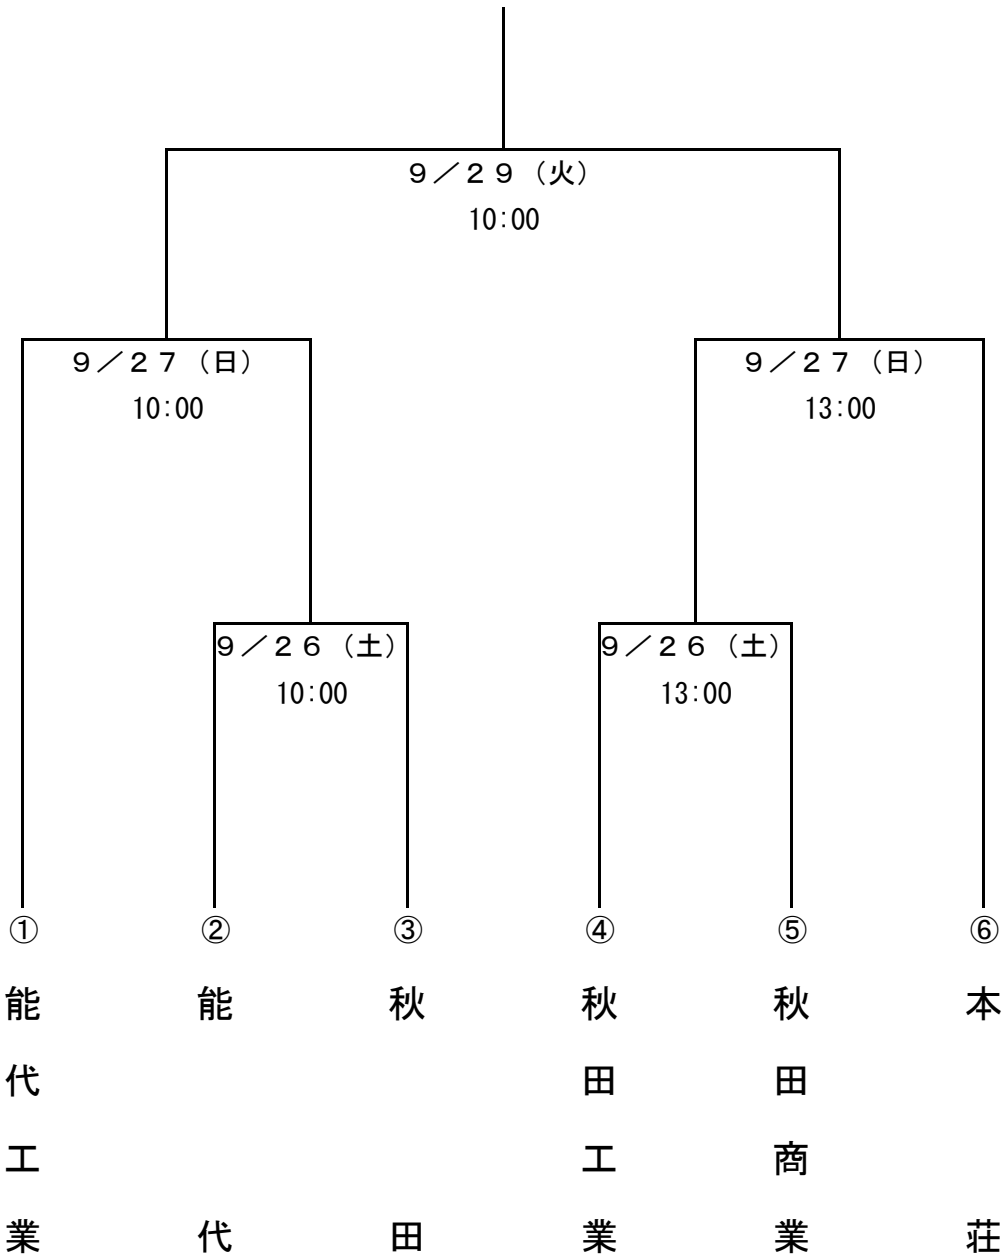 ９／２９（火）
10:00
９／２７（日）
10:00
９／２７（日）
13:00
９／２６（土）
10:00
９／２６（土）
13:00
①
②
③
④
⑤
⑥
能代工業
能代
秋田
秋田工業
秋田商業
本荘